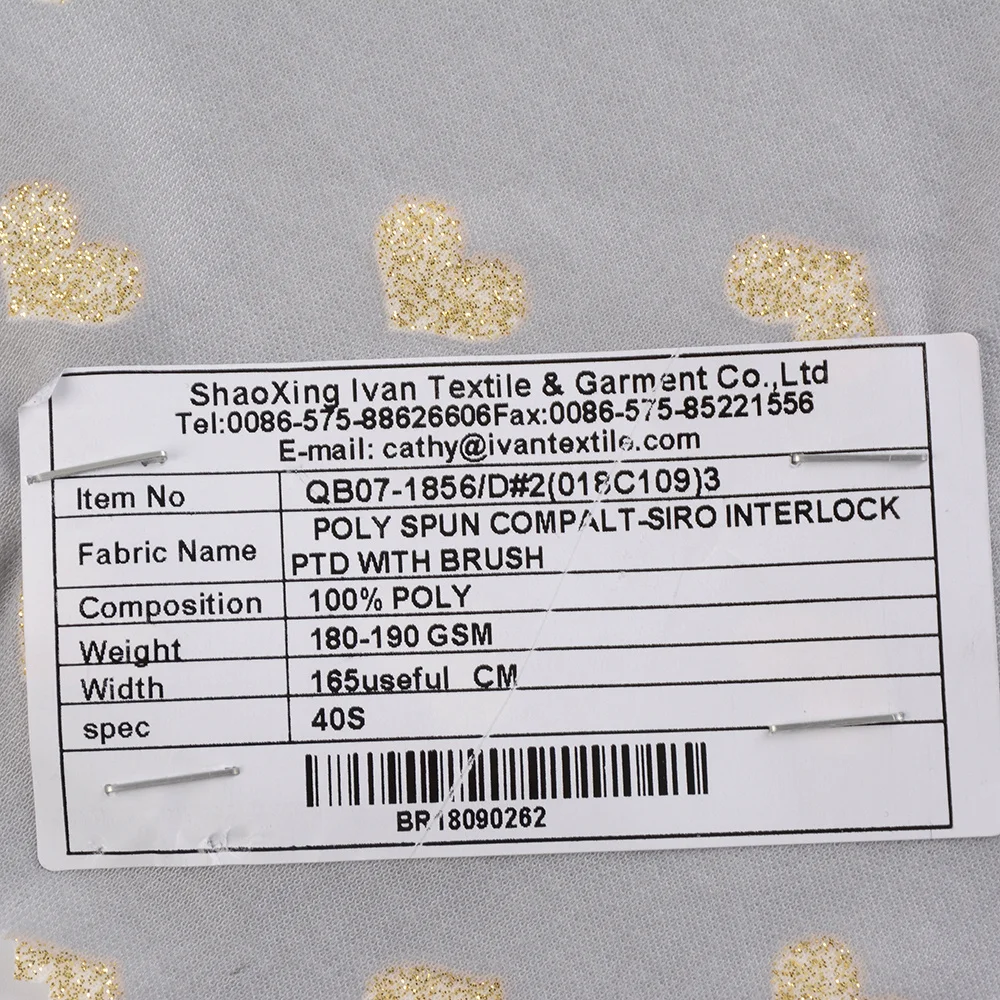 ShaoXing Ivan Textile & Garment Co.,Ltd
Tel:0086-575-88626606Fax:0086-575-85221556
E-mail: cathy@ivantextile.com
Item No QB07-1856/D#2(018C109)3
Fabric Name POLY SPUN COMPALT-SIRO INTERLOCK
PTD WITH BRUSH
Composition 100% POLY
Weight 180-190 GSM
Width 165useful CM
spec 40S
BR18090262